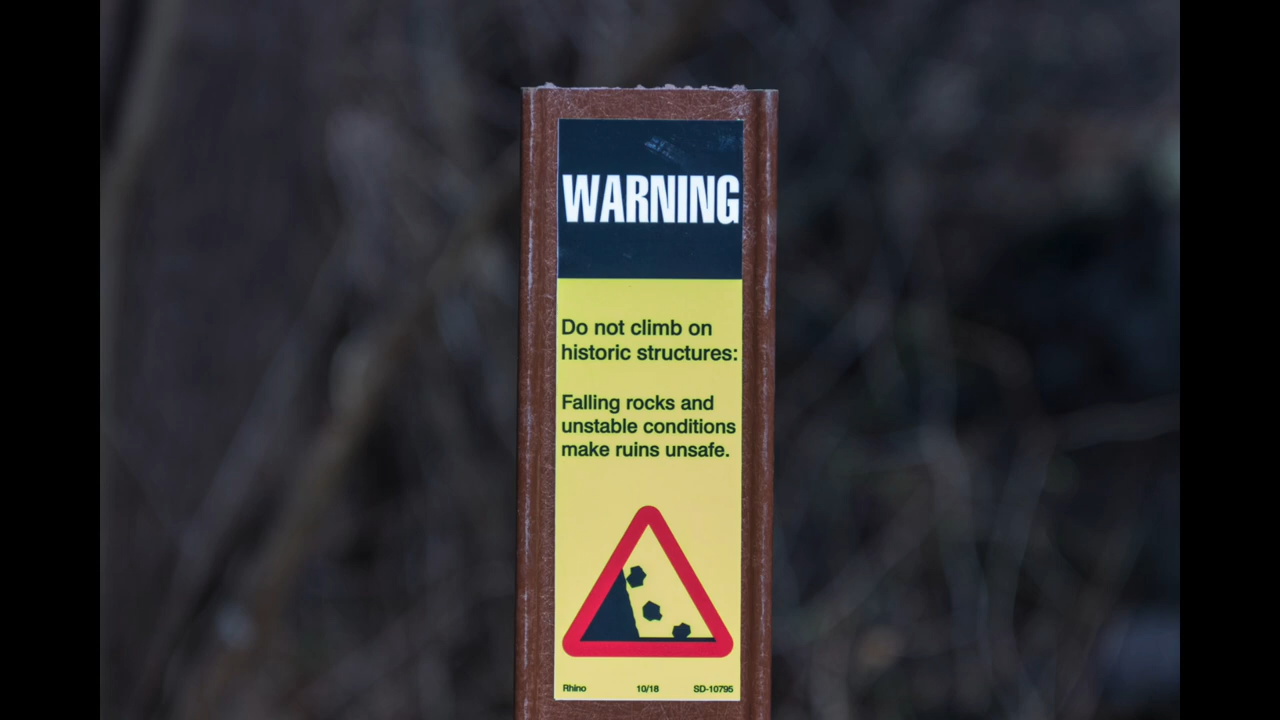 WARNING
Do not climb on
historic structures:
Falling rocks and
unstable conditions
make ruins unsafe.
Rhino 10/18 SD-10795